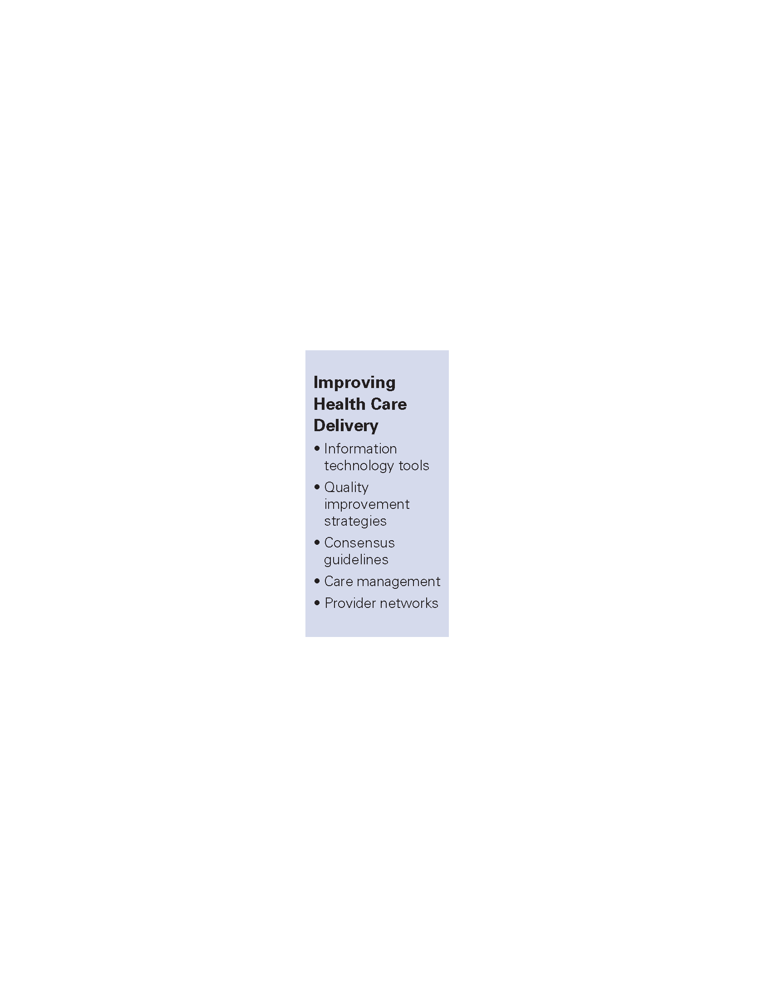 Improving
Health Care
Delivery
• Information
technology tools
• Quality
improvement
strategies
• Consensus
guidelines
• Care management
• Provider networks